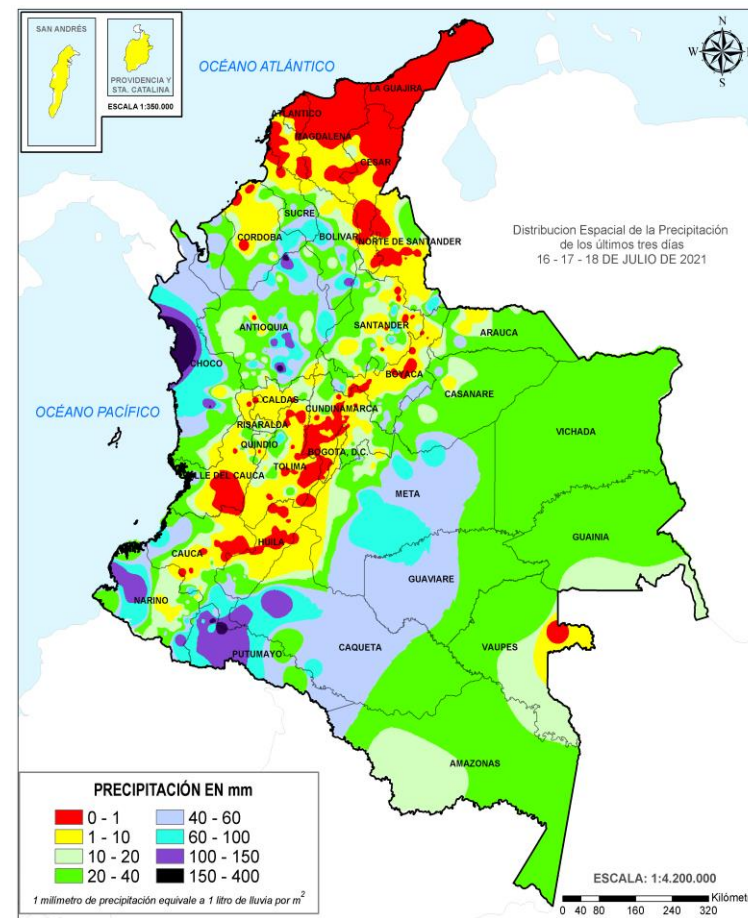 SAN ANDRÉS
PROVIDENCIA Y
STA. CATALINA
ESCALA 1:350.000
OCÉANO ATLÁNTICO
N
W
S
LA GUAJIRA
ATLANTICO
MAGDALENA
CESAR
SUCRE
CORDOBA
BOLIVAR
NORTE DE SANTANDER
Distribucion Espacial de la Precipitación
de los últimos tres días
16 - 17 - 18 DE JULIO DE 2021
ANTIOQUIA
SANTANDER
ARAUCA
CHOCO
BOYACA
CASANARE
OCÉANO PACÍFICO
CALDAS
CUNDINAMARCA
RISARALDA
VICHADA
QUINDIO
BOGOTA, D.C.
TOLIMA
VALLE DEL CAUCA
META
GUAINIA
HUILA
CAUCA
GUAVIARE
NARINO
VAUPES
CAQUETA
PUTUMAYO
AMAZONAS
PRECIPITACIÓN EN mm
0 - 1
1 - 10
10 - 20
20 - 40
40 - 60
60 - 100
100 - 150
150 - 400
1 milímetro de precipitación equivale a 1 litro de lluvia por m²
ESCALA: 1:4.200.000
Kilóme
0 40 80 160 240 320